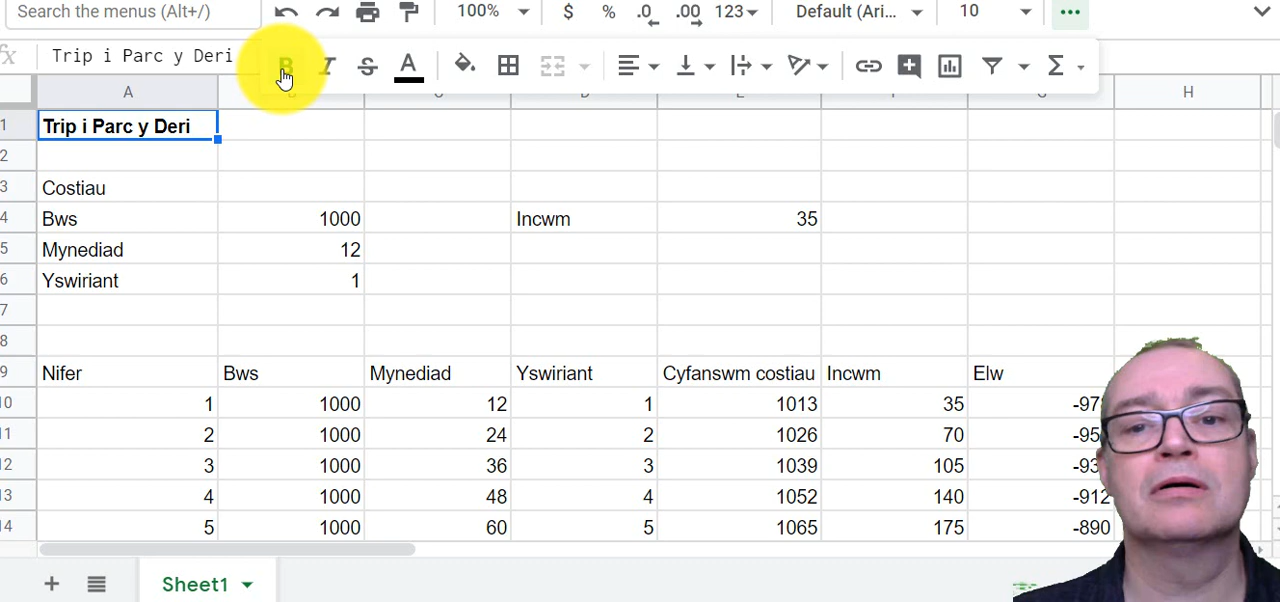 Search the menus (Alt+/) 100% $ % .0 .00 123 Default (Ari... 10 ...
fx Trip i Parc y Deri B I S A Σ
A B C D E F G H
1 Trip i Parc y Deri
2
3 Costiau
4 Bws 1000 Incwm 35
5 Mynediad 12
6 Yswiriant 1
7
8
9 Nifer Bws Mynediad Yswiriant Cyfanswm costiau Incwm Elw
10 1 1000 12 1 1013 35
11 2 1000 24 2 1026 70
12 3 1000 36 3 1039 105
13 4 1000 48 4 1052 140 -912
14 5 1000 60 5 1065 175 -890
+ Sheet1